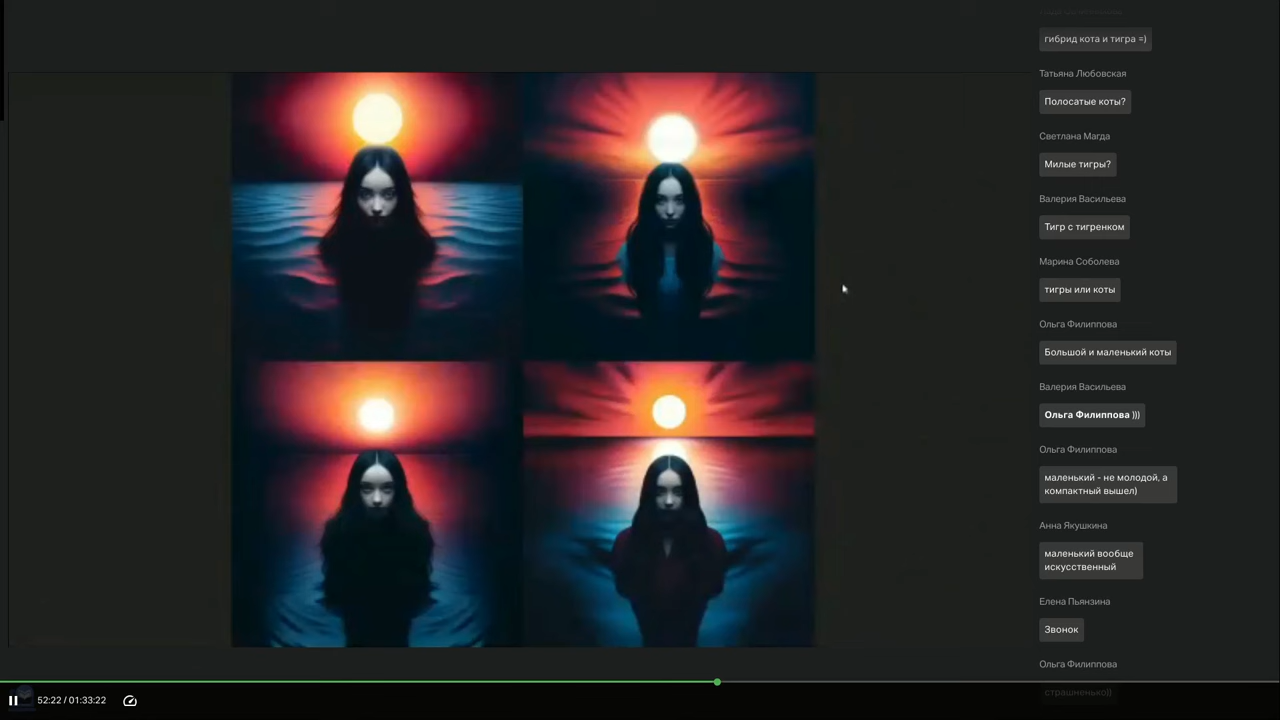 гибрид кота и тигра =)
Татьяна Любовская
Полосатые коты?
Светлана Магда
Милые тигры?
Валерия Васильева
Тигр с тигренком
Марина Соболева
тигры или коты
Ольга Филиппова
Большой и маленький коты
Валерия Васильева
Ольга Филиппова )))
Ольга Филиппова
маленький - не молодой, а
компактный вышел)
Анна Якушкина
маленький вообще
искусственный
Елена Пьянзина
Звонок
Ольга Филиппова
страшненько))
52:22 / 01:33:22